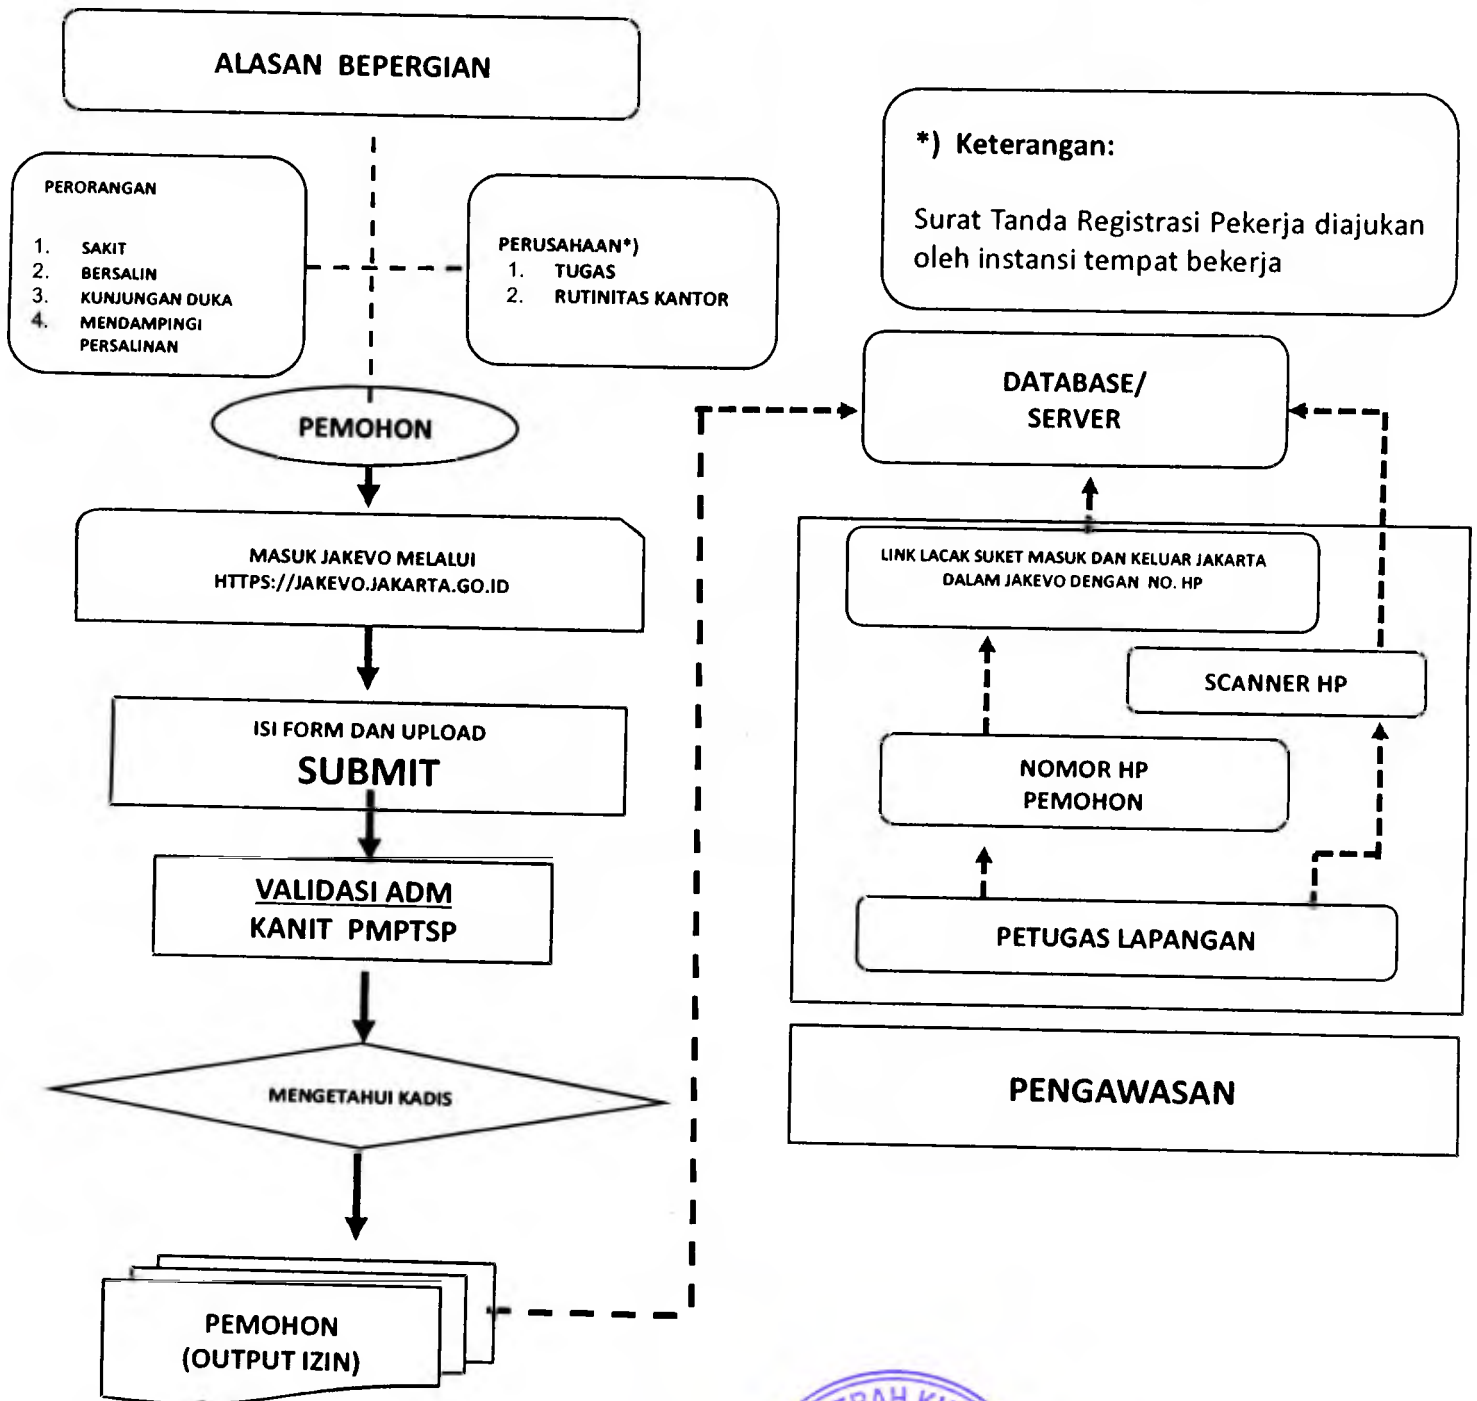 ALASAN BEPERGIAN
PERORANGAN
1. SAKIT
2. BERSALIN
3. KUNJUNGAN DUKA
4. MENDAMPINGI
PERSALINAN
PERUSAHAAN*)
1. TUGAS
2. RUTINITAS KANTOR
PEMOHON
MASUK JAKEVO MELALUI
HTTPS://JAKEVO.JAKARTA.GO.ID
ISI FORM DAN UPLOAD
SUBMIT
VALIDASI ADM
KANIT PMPTSP
MENGETAHUI KADIS
PEMOHON
(OUTPUT IZIN)
*) Keterangan:
Surat Tanda Registrasi Pekerja diajukan
oleh instansi tempat bekerja
DATABASE/
SERVER
LINK LACAK SUKET MASUK DAN KELUAR JAKARTA
DALAM JAKEVO DENGAN NO. HP
SCANNER HP
NOMOR HP
PEMOHON
PETUGAS LAPANGAN
PENGAWASAN